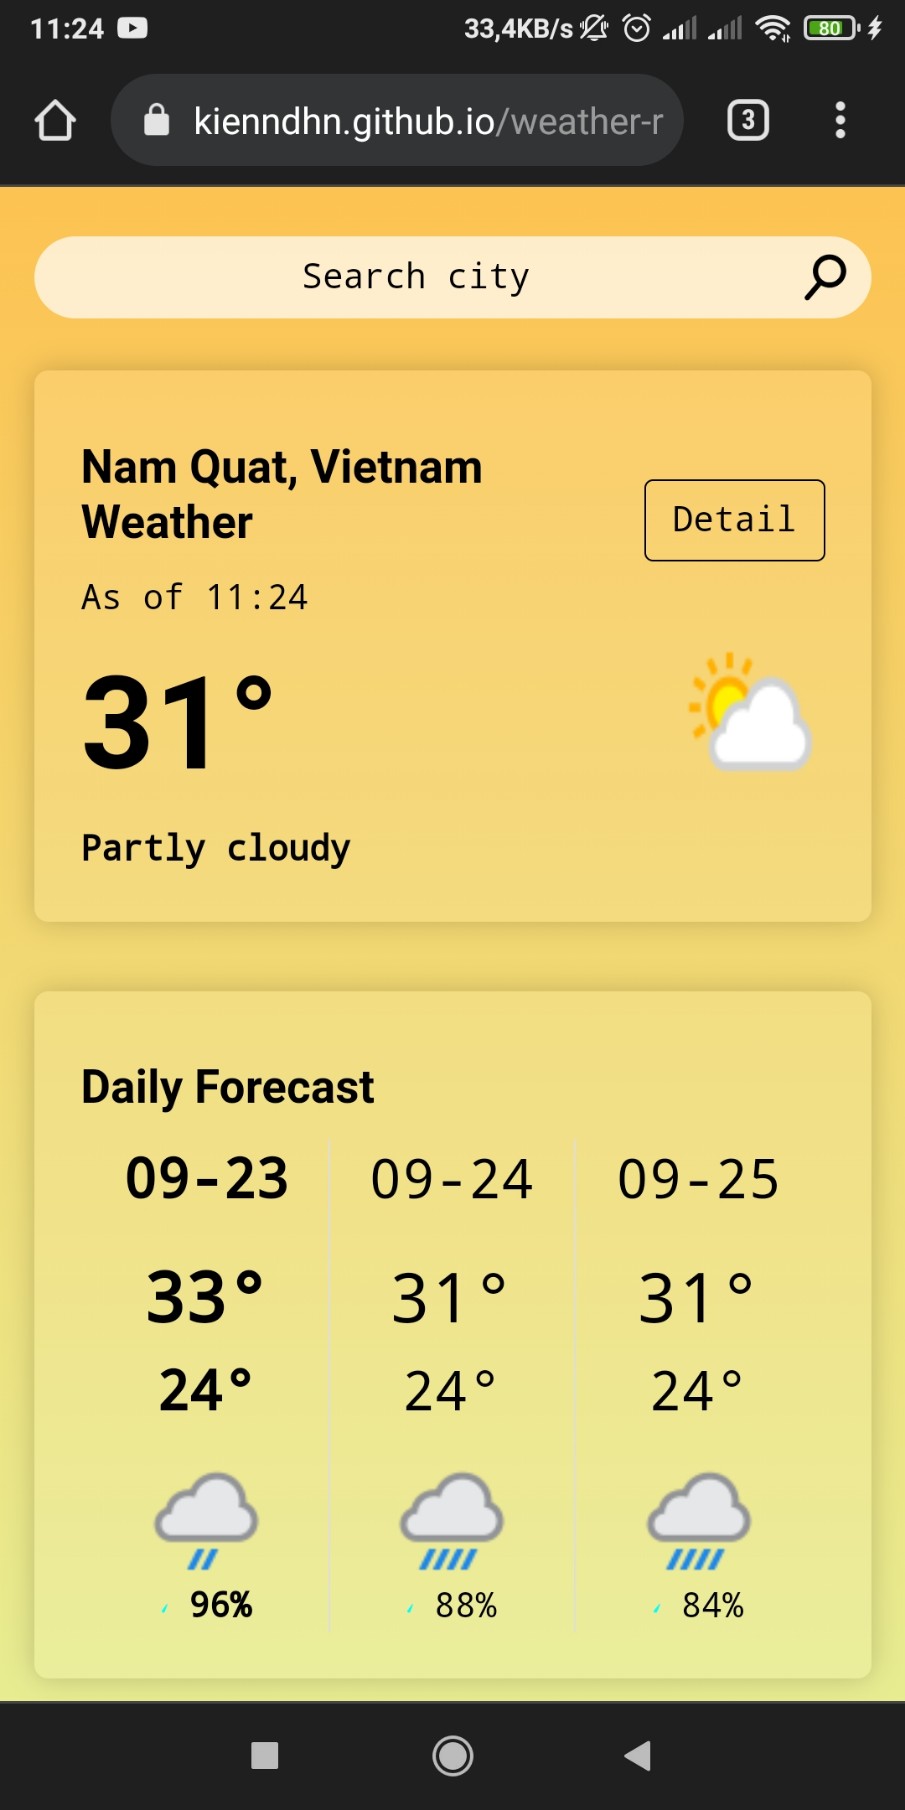 11:24 33,4KB/s 80
kienndhn.github.io/weather-r 3
Search city
Nam Quat, Vietnam
Weather
Detail
As of 11:24
31°
Partly cloudy
Daily Forecast
09-23 09-24 09-25
33° 31° 31°
24° 24° 24°
96% 88% 84%